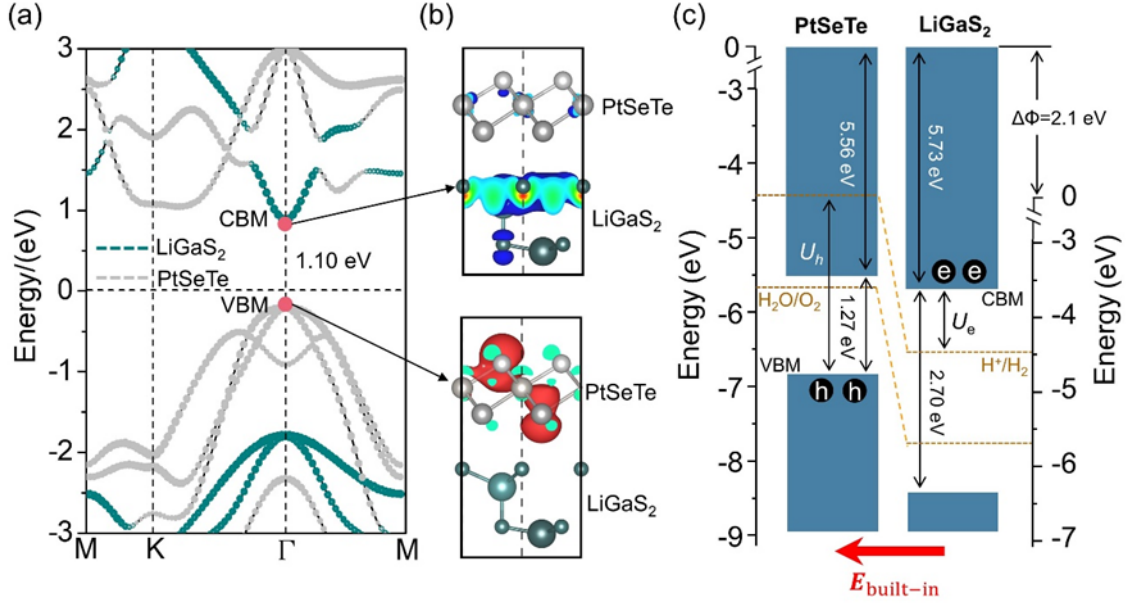 (a)
Energy/(eV)
3
2
1
0
-1
-2
-3
M
K
Γ
M
CBM
LiGaS2
PtSeTe
1.10 eV
VBM
(b)
PtSeTe
LiGaS2
PtSeTe
LiGaS2
(c)
PtSeTe
LiGaS2
Energy (eV)
0
-3
-4
-5
-6
-7
-8
-9
5.56 eV
5.73 eV
ΔΦ=2.1 eV
Uh
H2O/O2
1.27 eV
VBM
h h
e e
CBM
Ue
H+/H2
2.70 eV
0
-3
-4
-5
-6
-7
Energy (eV)
Ebuilt-in